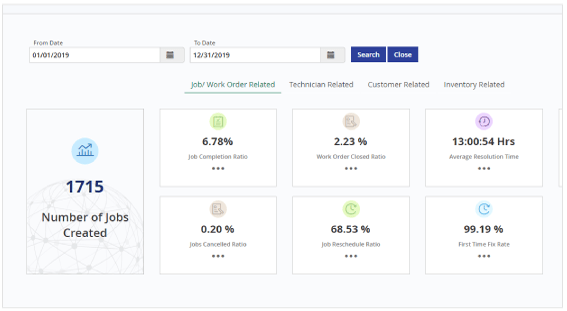 From Date
To Date
01/01/2019
12/31/2019
Search
Close
Job/ Work Order Related
Technician Related
Customer Related
Inventory Related
1715
Number of Jobs
Created
6.78%
Job Completion Ratio
2.23 %
Work Order Closed Ratio
13:00:54 Hrs
Average Resolution Time
0.20 %
Jobs Cancelled Ratio
68.53 %
Job Reschedule Ratio
99.19 %
First Time Fix Rate